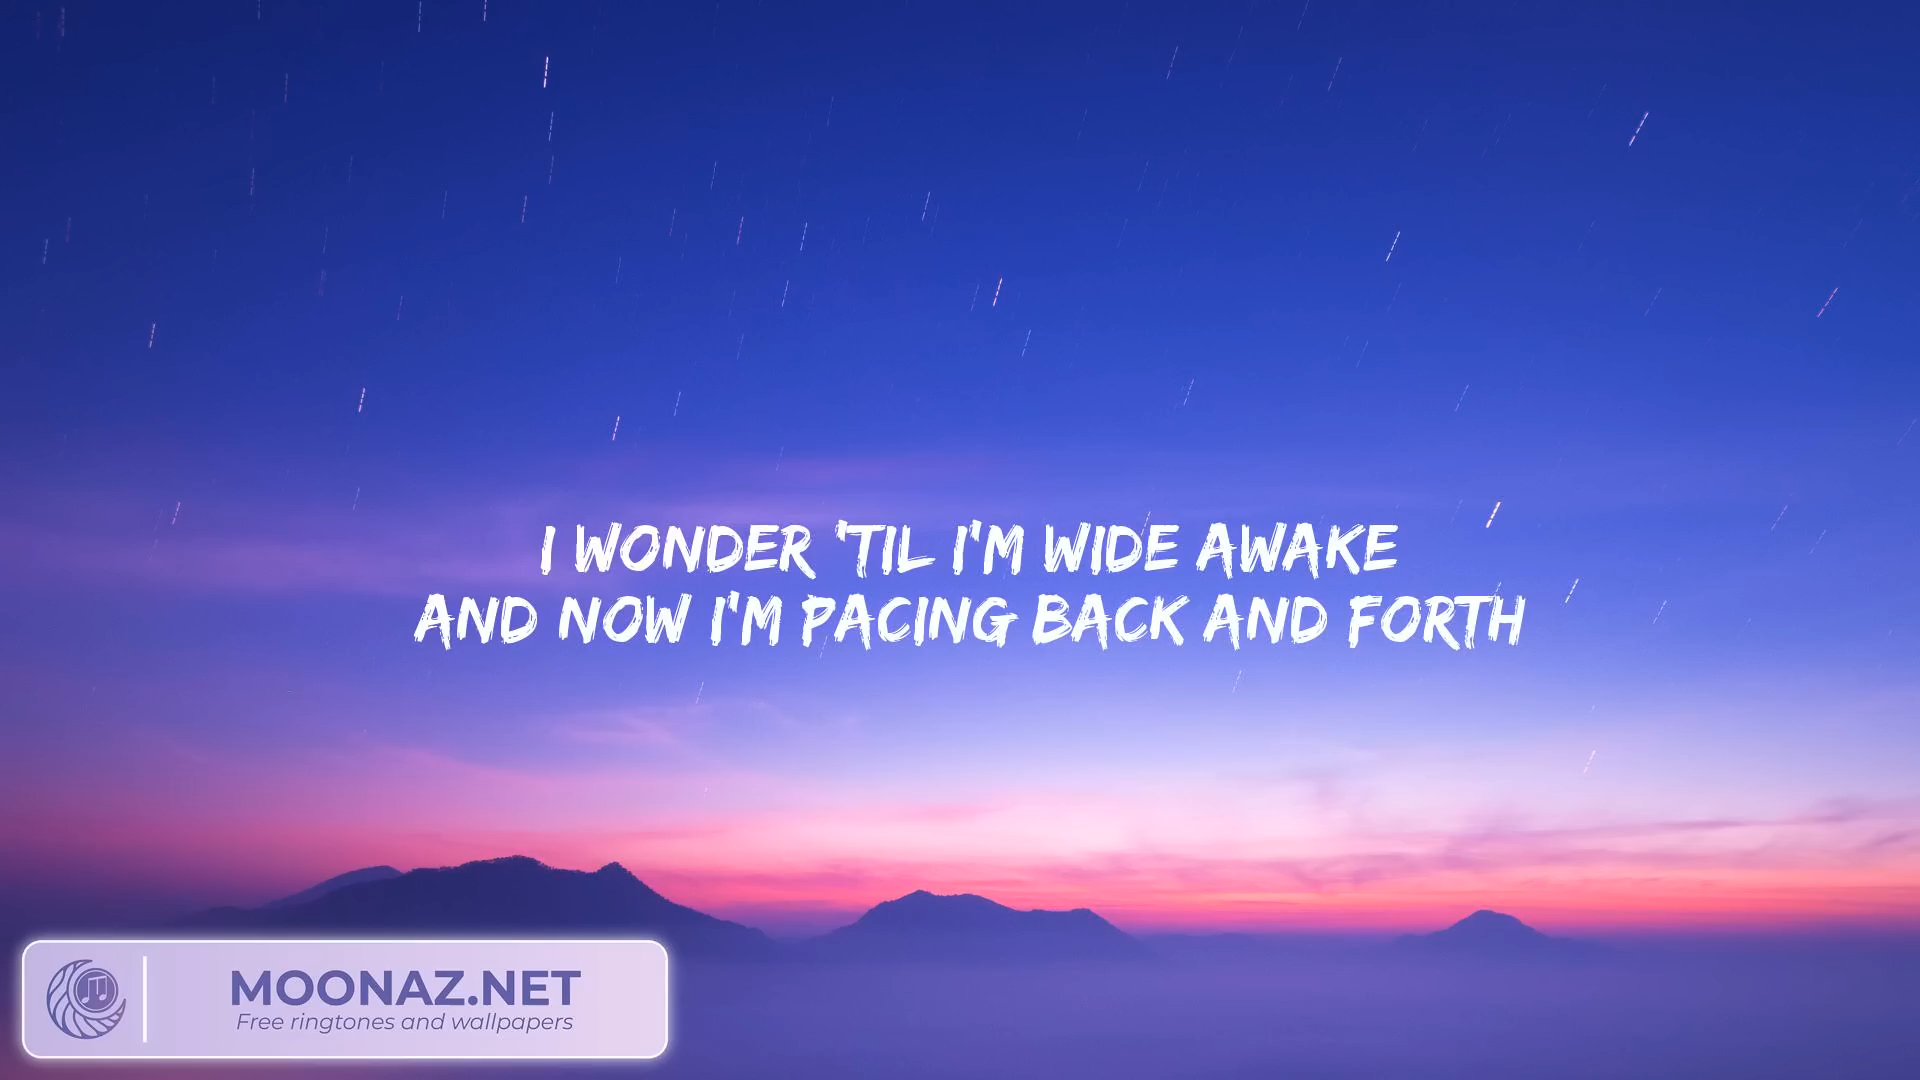 I WONDER 'TIL I'M WIDE AWAKE
AND NOW I'M PACING BACK AND FORTH
MOONAZ.NET
Free ringtones and wallpapers